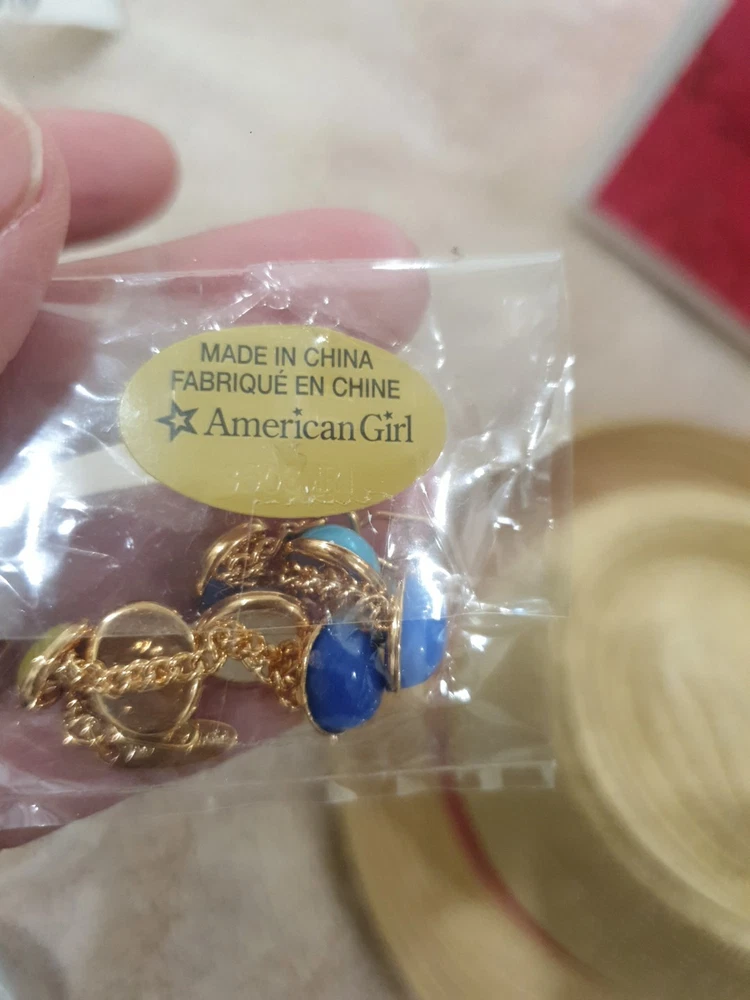 MADE IN CHINA
FABRIQUÉ EN CHINE
American Girl